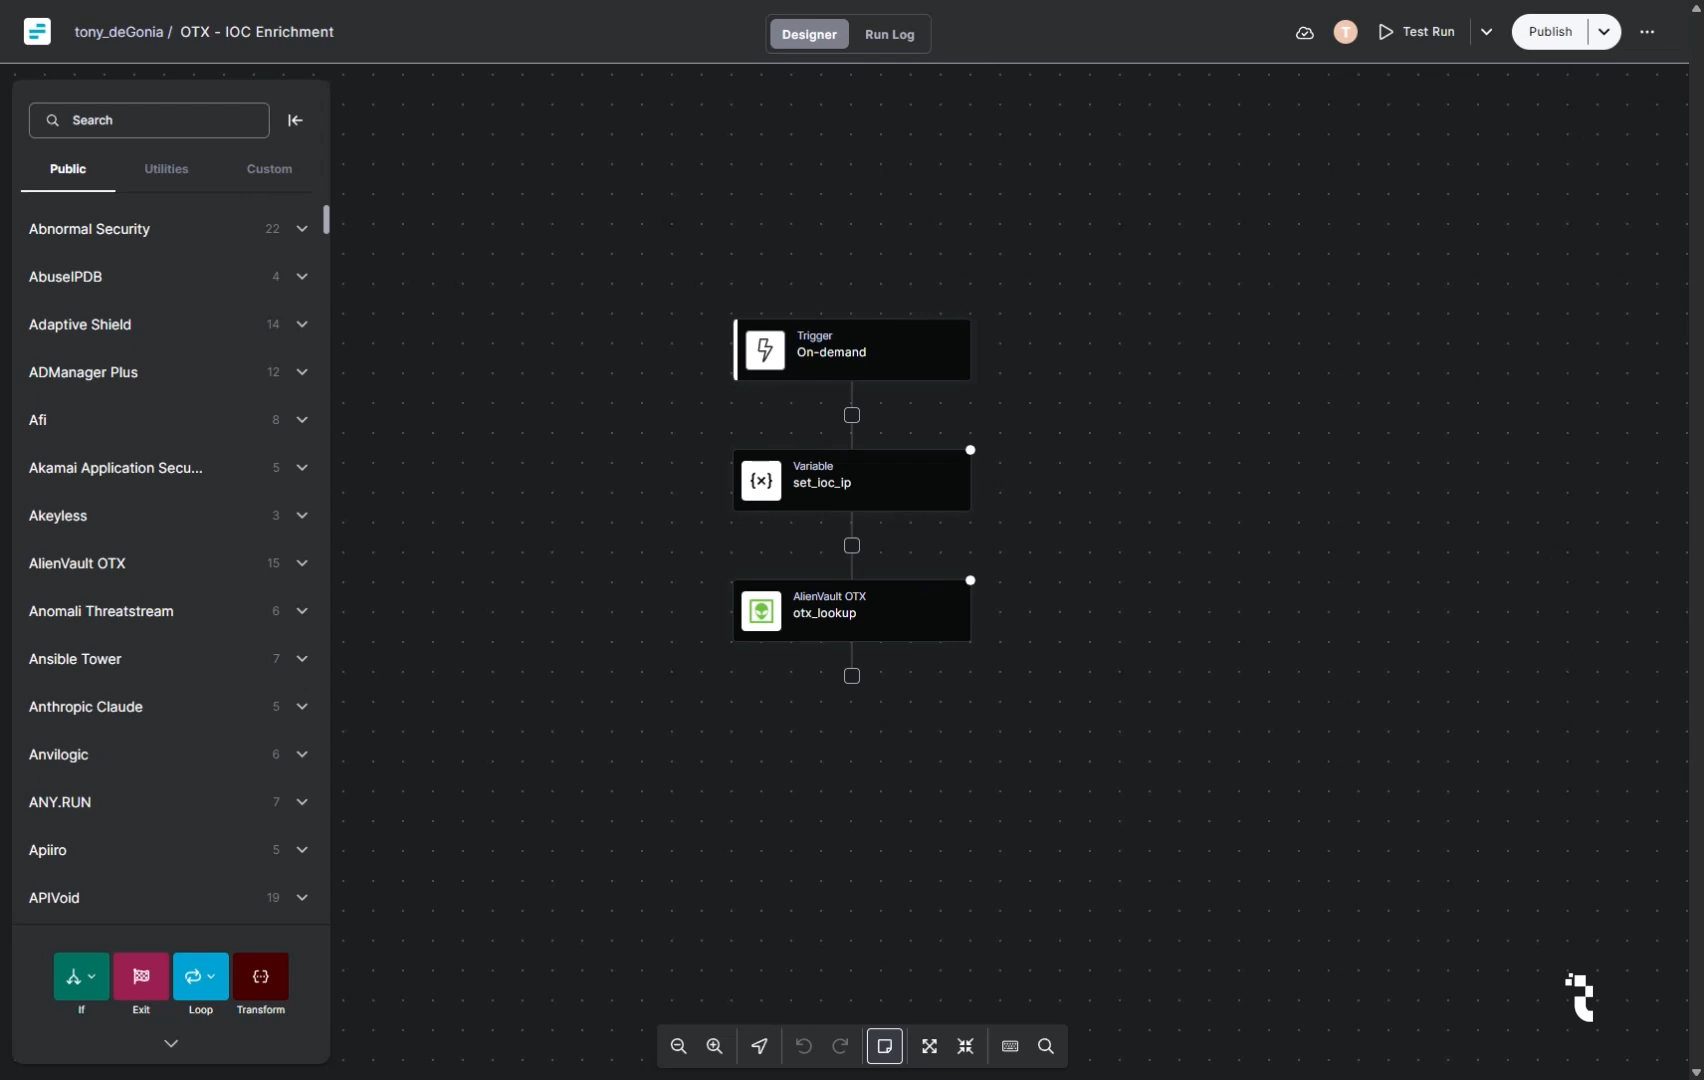 tony_deGonia / OTX - IOC Enrichment
Designer
Run Log
T
Test Run
Publish
Search
Public
Utilities
Custom
Abnormal Security 22
AbuseIPDB 4
Adaptive Shield 14
ADManager Plus 12
Afi 8
Akamai Application Secu... 5
Akeyless 3
AlienVault OTX 15
Anomali Threatstream 6
Ansible Tower 7
Anthropic Claude 5
Anvilogic 6
ANY.RUN 7
Apiiro 5
APIVoid 19
If
Exit
Loop
Transform
Trigger
On-demand
{x}
Variable
set_ioc_ip
AlienVault OTX
otx_lookup